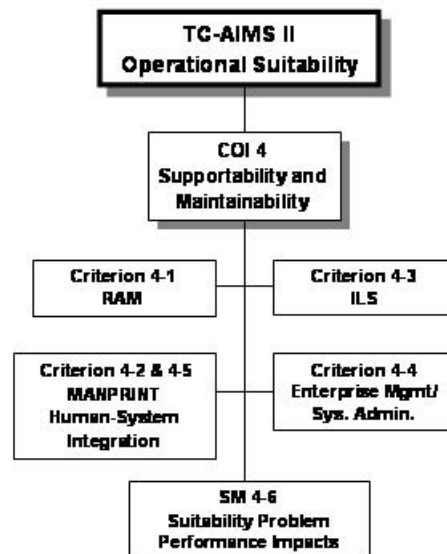 TC-AIMS II
Operational Suitability
COI 4
Supportability and
Maintainability
Criterion 4-1
RAM
Criterion 4-3
ILS
Criterion 4-2 & 4-5
MANPRINT
Human-System
Integration
Criterion 4-4
Enterprise Mgmt/
Sys. Admin.
SM 4-6
Suitability Problem
Performance Impacts